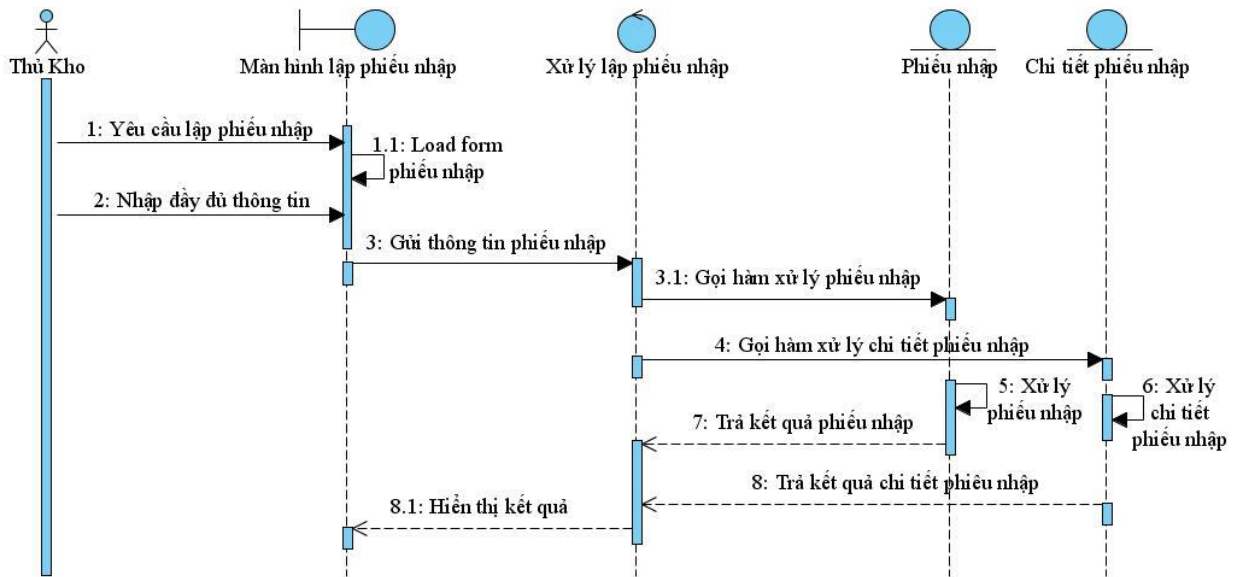 Thủ Kho
Màn hình lập phiếu nhập
Xử lý lập phiếu nhập
Phiếu nhập
Chi tiết phiếu nhập
1: Yêu cầu lập phiếu nhập
1.1: Load form
phiếu nhập
2: Nhập đầy đủ thông tin
3: Gửi thông tin phiếu nhập
3.1: Gọi hàm xử lý phiếu nhập
4: Gọi hàm xử lý chi tiết phiếu nhập
5: Xử lý
phiếu nhập
6: Xử lý
chi tiết
phiếu nhập
7: Trả kết quả phiếu nhập
8: Trả kết quả chi tiết phiêu nhập
8.1: Hiển thị kết quả